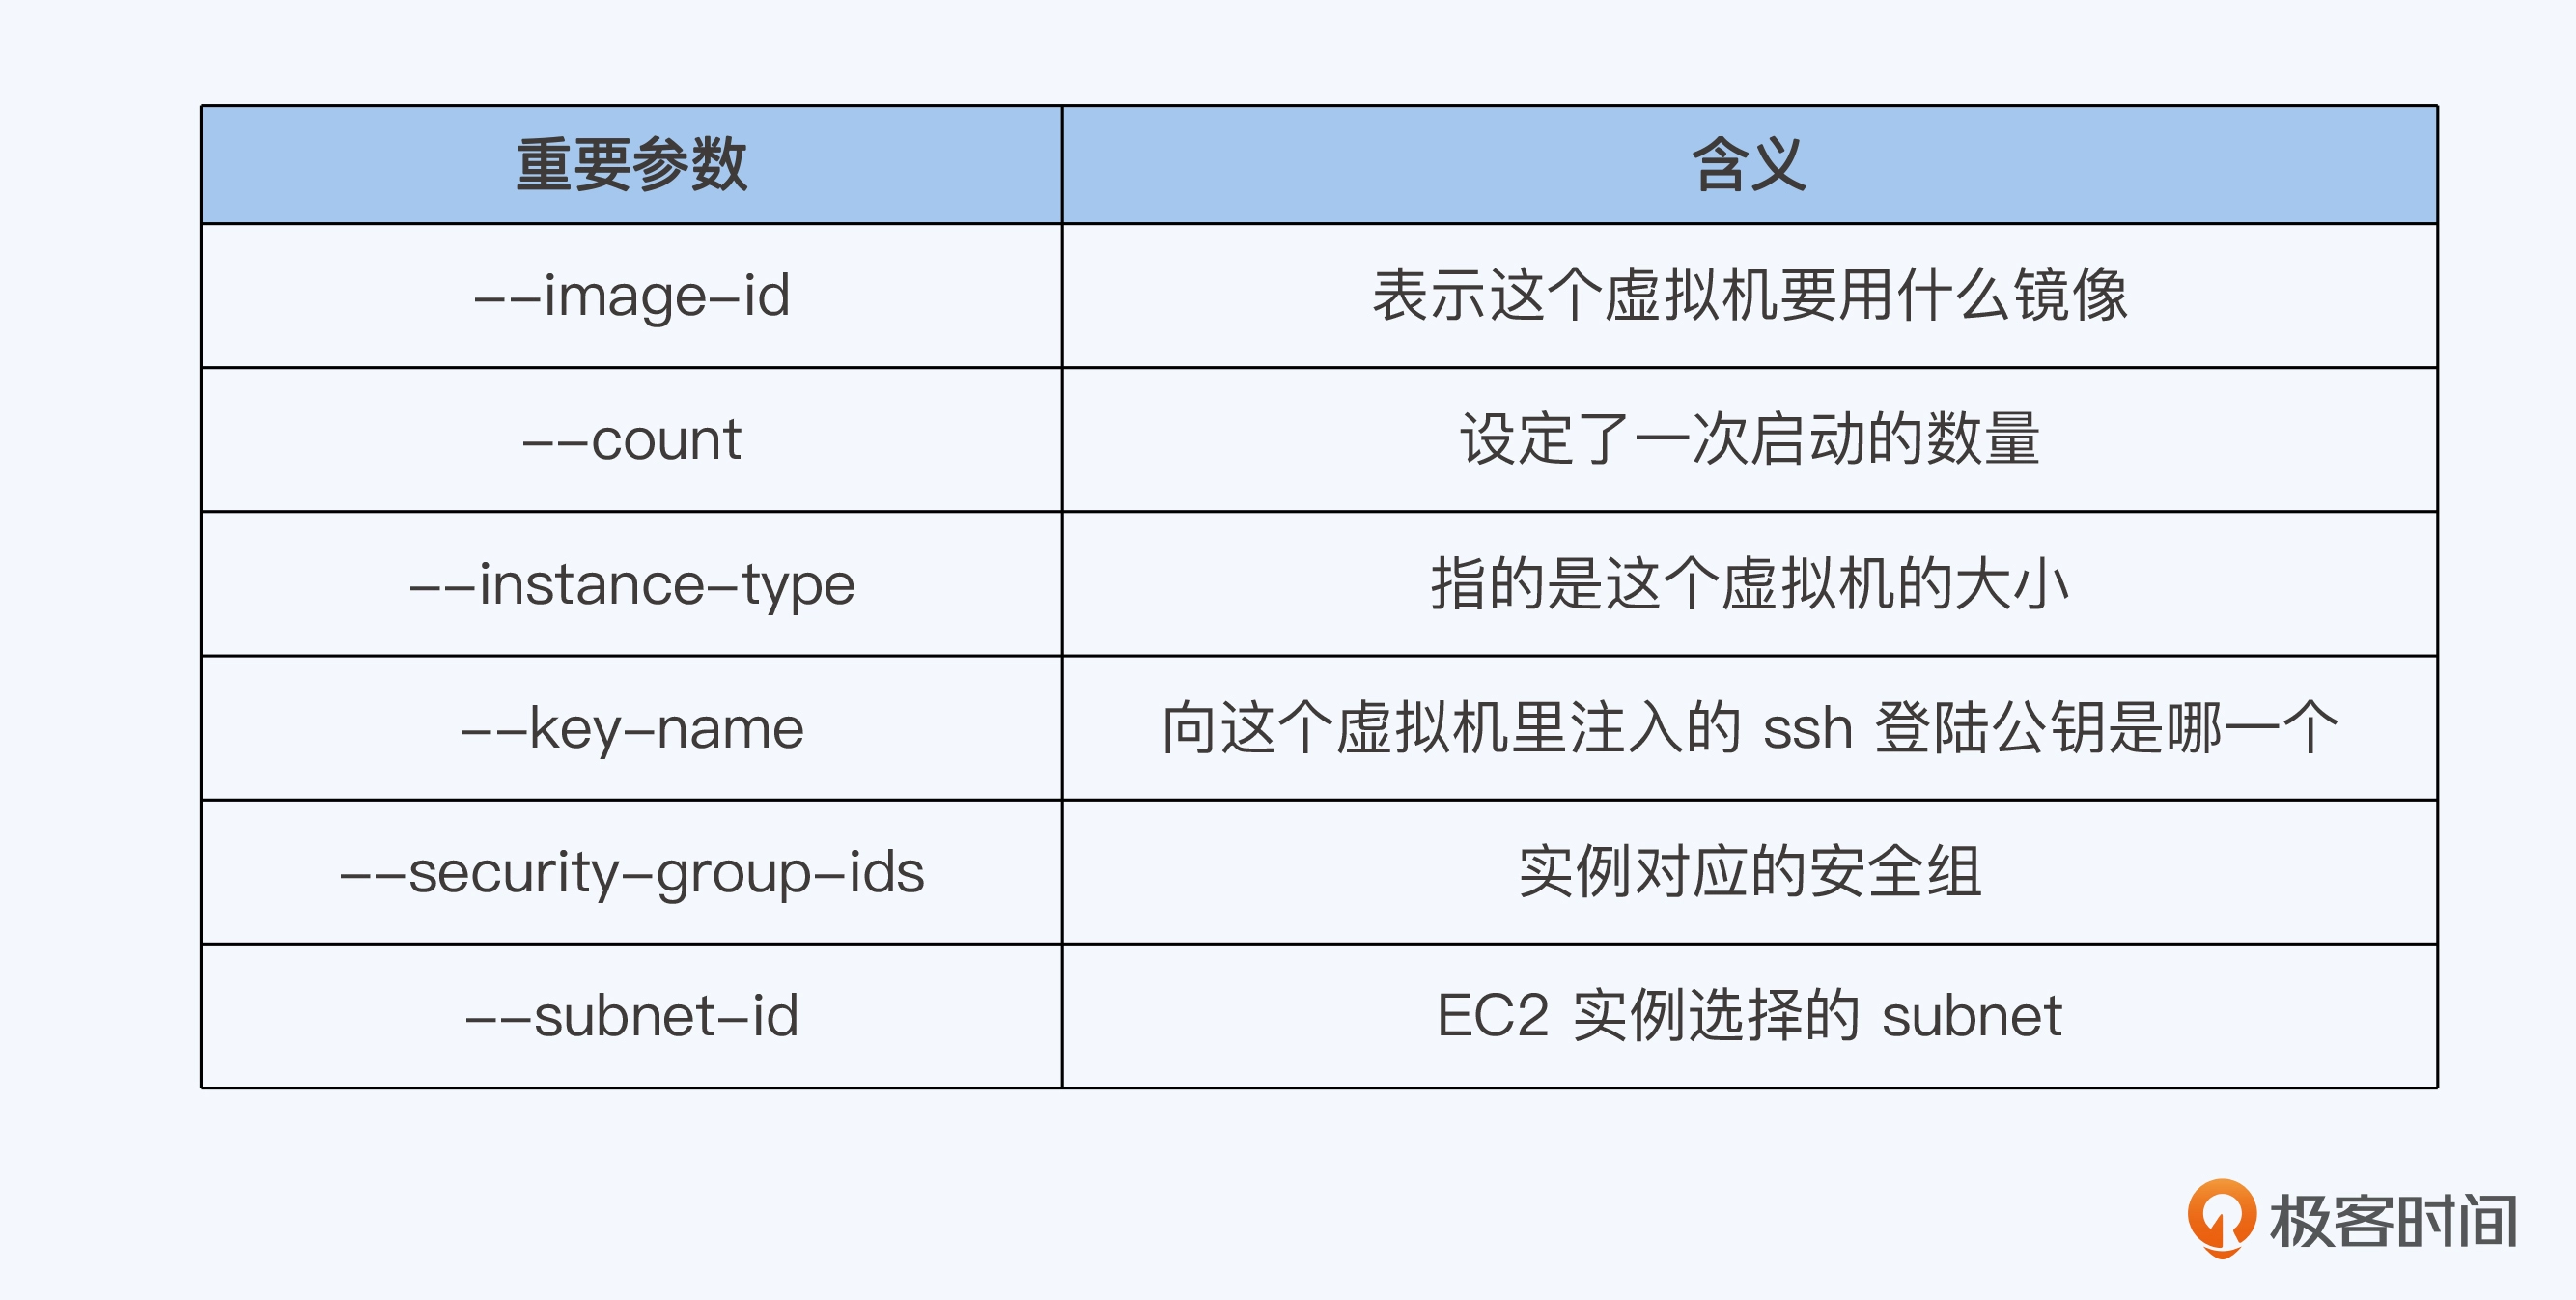 重要参数 含义
--image-id 表示这个虚拟机要用什么镜像
--count 设定了一次启动的数量
--instance-type 指的是这个虚拟机的大小
--key-name 向这个虚拟机里注入的 ssh 登陆公钥是哪一个
--security-group-ids 实例对应的安全组
--subnet-id EC2 实例选择的 subnet
极客时间